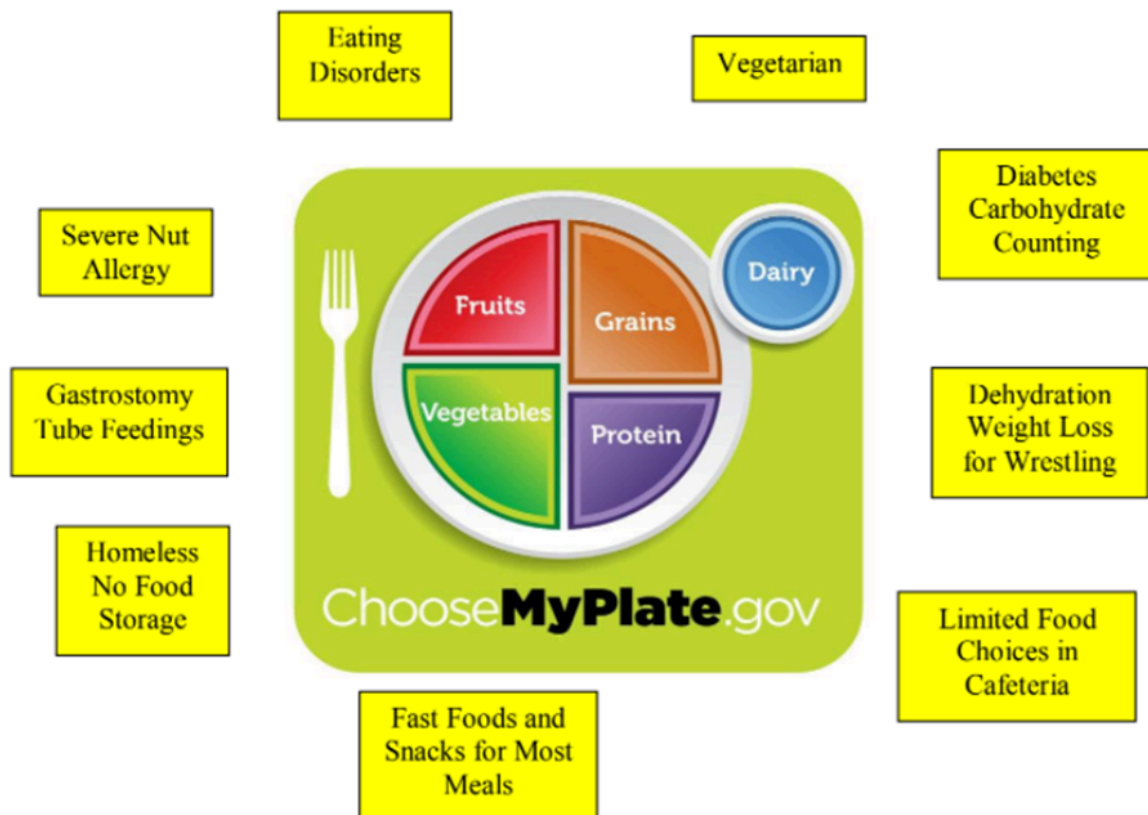 Eating
Disorders
Vegetarian
Diabetes
Carbohydrate
Counting
Severe Nut
Allergy
Fruits
Grains
Dairy
Gastrostomy
Tube Feedings
Vegetables
Protein
Dehydration
Weight Loss
for Wrestling
Homeless
No Food
Storage
ChooseMyPlate.gov
Limited Food
Choices in
Cafeteria
Fast Foods and
Snacks for Most
Meals